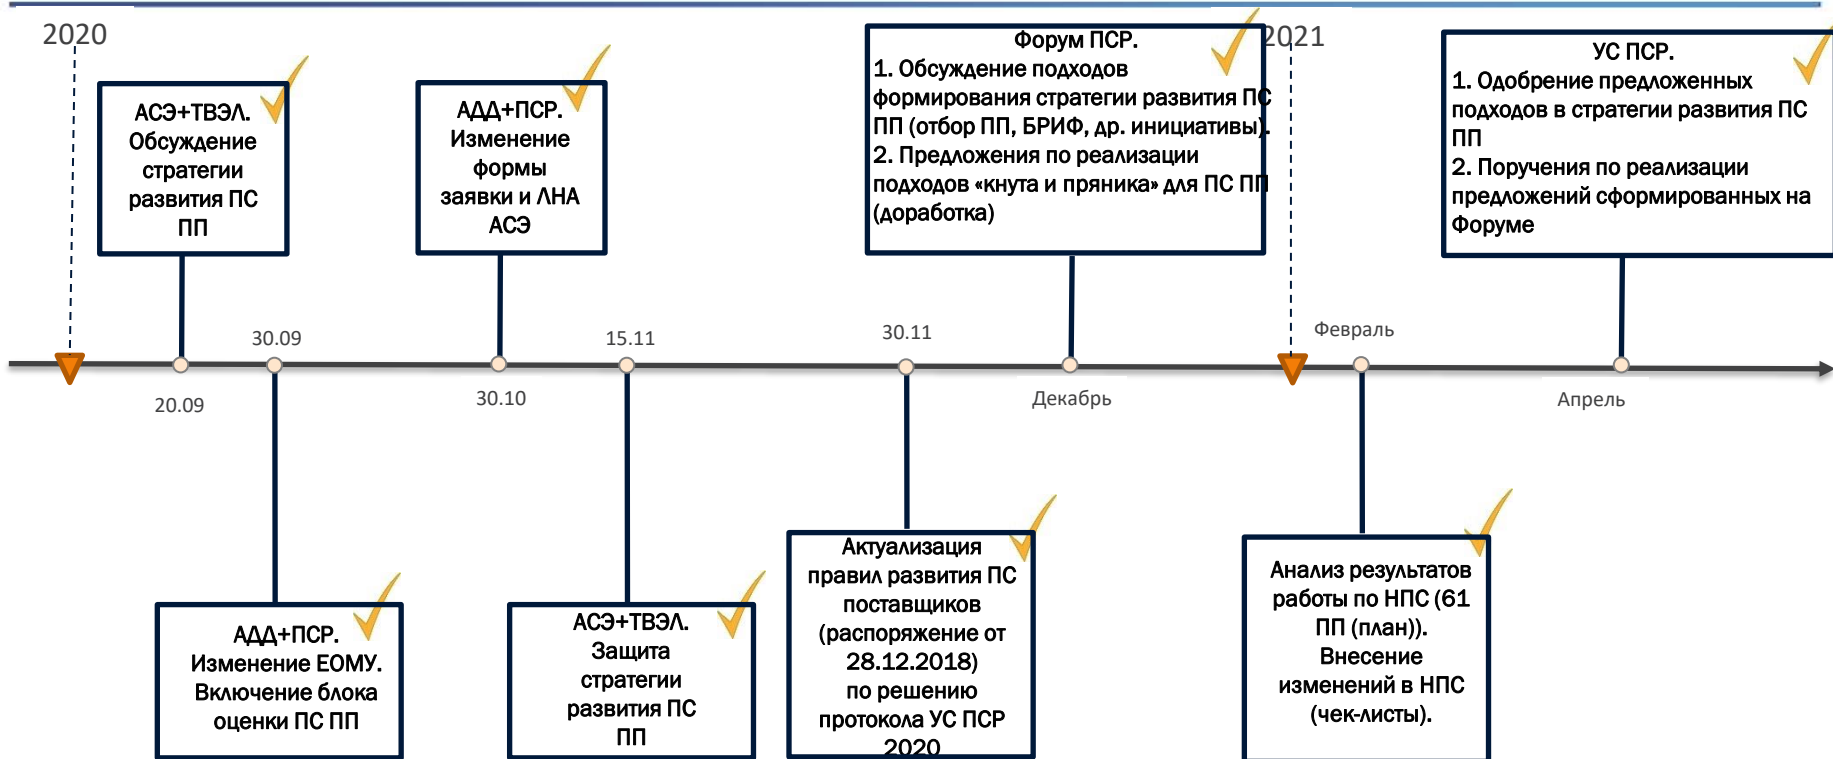 2020
2021
АСЭ+ТВЭЛ.
Обсуждение
стратегии
развития ПС
ПП
АДД+ПСР.
Изменение
формы
заявки и ЛНА
АСЭ
Форум ПСР.
1. Обсуждение подходов
формирования стратегии развития ПС
ПП (отбор ПП, БРИФ, др. инициативы).
2. Предложения по реализации
подходов «кнута и пряника» для ПС ПП
(доработка)
УС ПСР.
1. Одобрение предложенных
подходов в стратегии развития ПС
ПП
2. Поручения по реализации
предложений сформированных на
Форуме
20.09
30.09
30.10
15.11
30.11
Декабрь
Февраль
Апрель
АДД+ПСР.
Изменение ЕОМУ.
Включение блока
оценки ПС ПП
АСЭ+ТВЭЛ.
Защита
стратегии
развития ПС
ПП
Актуализация
правил развития ПС
поставщиков
(распоряжение от
28.12.2018)
по решению
протокола УС ПСР
2020
Анализ результатов
работы по НПС (61
ПП (план)).
Внесение
изменений в НПС
(чек-листы).